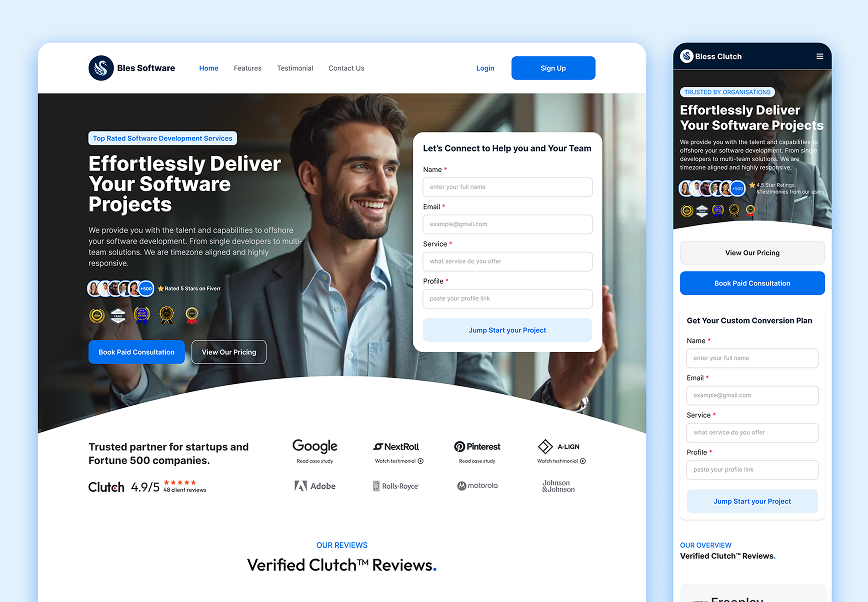 Bles Software
Home
Features
Testimonial
Contact Us
Login
Sign Up
Top Rated Software Development Services
Effortlessly Deliver
Your Software
Projects
We provide you with the talent and capabilities to offshore
your software development. From single developers to multi-
team solutions. We are timezone aligned and highly
responsive.
+500
Rated 5 Stars on Fiverr
Book Paid Consultation
View Our Pricing
Let's Connect to Help you and Your Team
Name *
enter your full name
Email *
example@gmail.com
Service *
what service do you offer
Profile *
paste your profile link
Jump Start your Project
Trusted partner for startups and
Fortune 500 companies.
Clutch 4.9/5
48 client reviews
Google
Read case study
NextRoll
Watch testimonial
Pinterest
Read case study
A-LIGN
Watch testimonial
Adobe
Rolls-Royce
motorola
Johnson
&Johnson
OUR REVIEWS
Verified Clutch™ Reviews.
Bless Clutch
TRUSTED BY ORGANISATIONS
Effortlessly Deliver
Your Software Projects
We provide you with the talent and capabilities to
offshore your software development. From single
developers to multi-team solutions. We are
timezone aligned and highly responsive.
+500
4.5 Star Ratings
&Testimonies from our users
View Our Pricing
Book Paid Consultation
Get Your Custom Conversion Plan
Name *
enter your full name
Email *
example@gmail.com
Service *
what service do you offer
Profile *
paste your profile link
Jump Start your Project
OUR OVERVIEW
Verified Clutch™ Reviews.